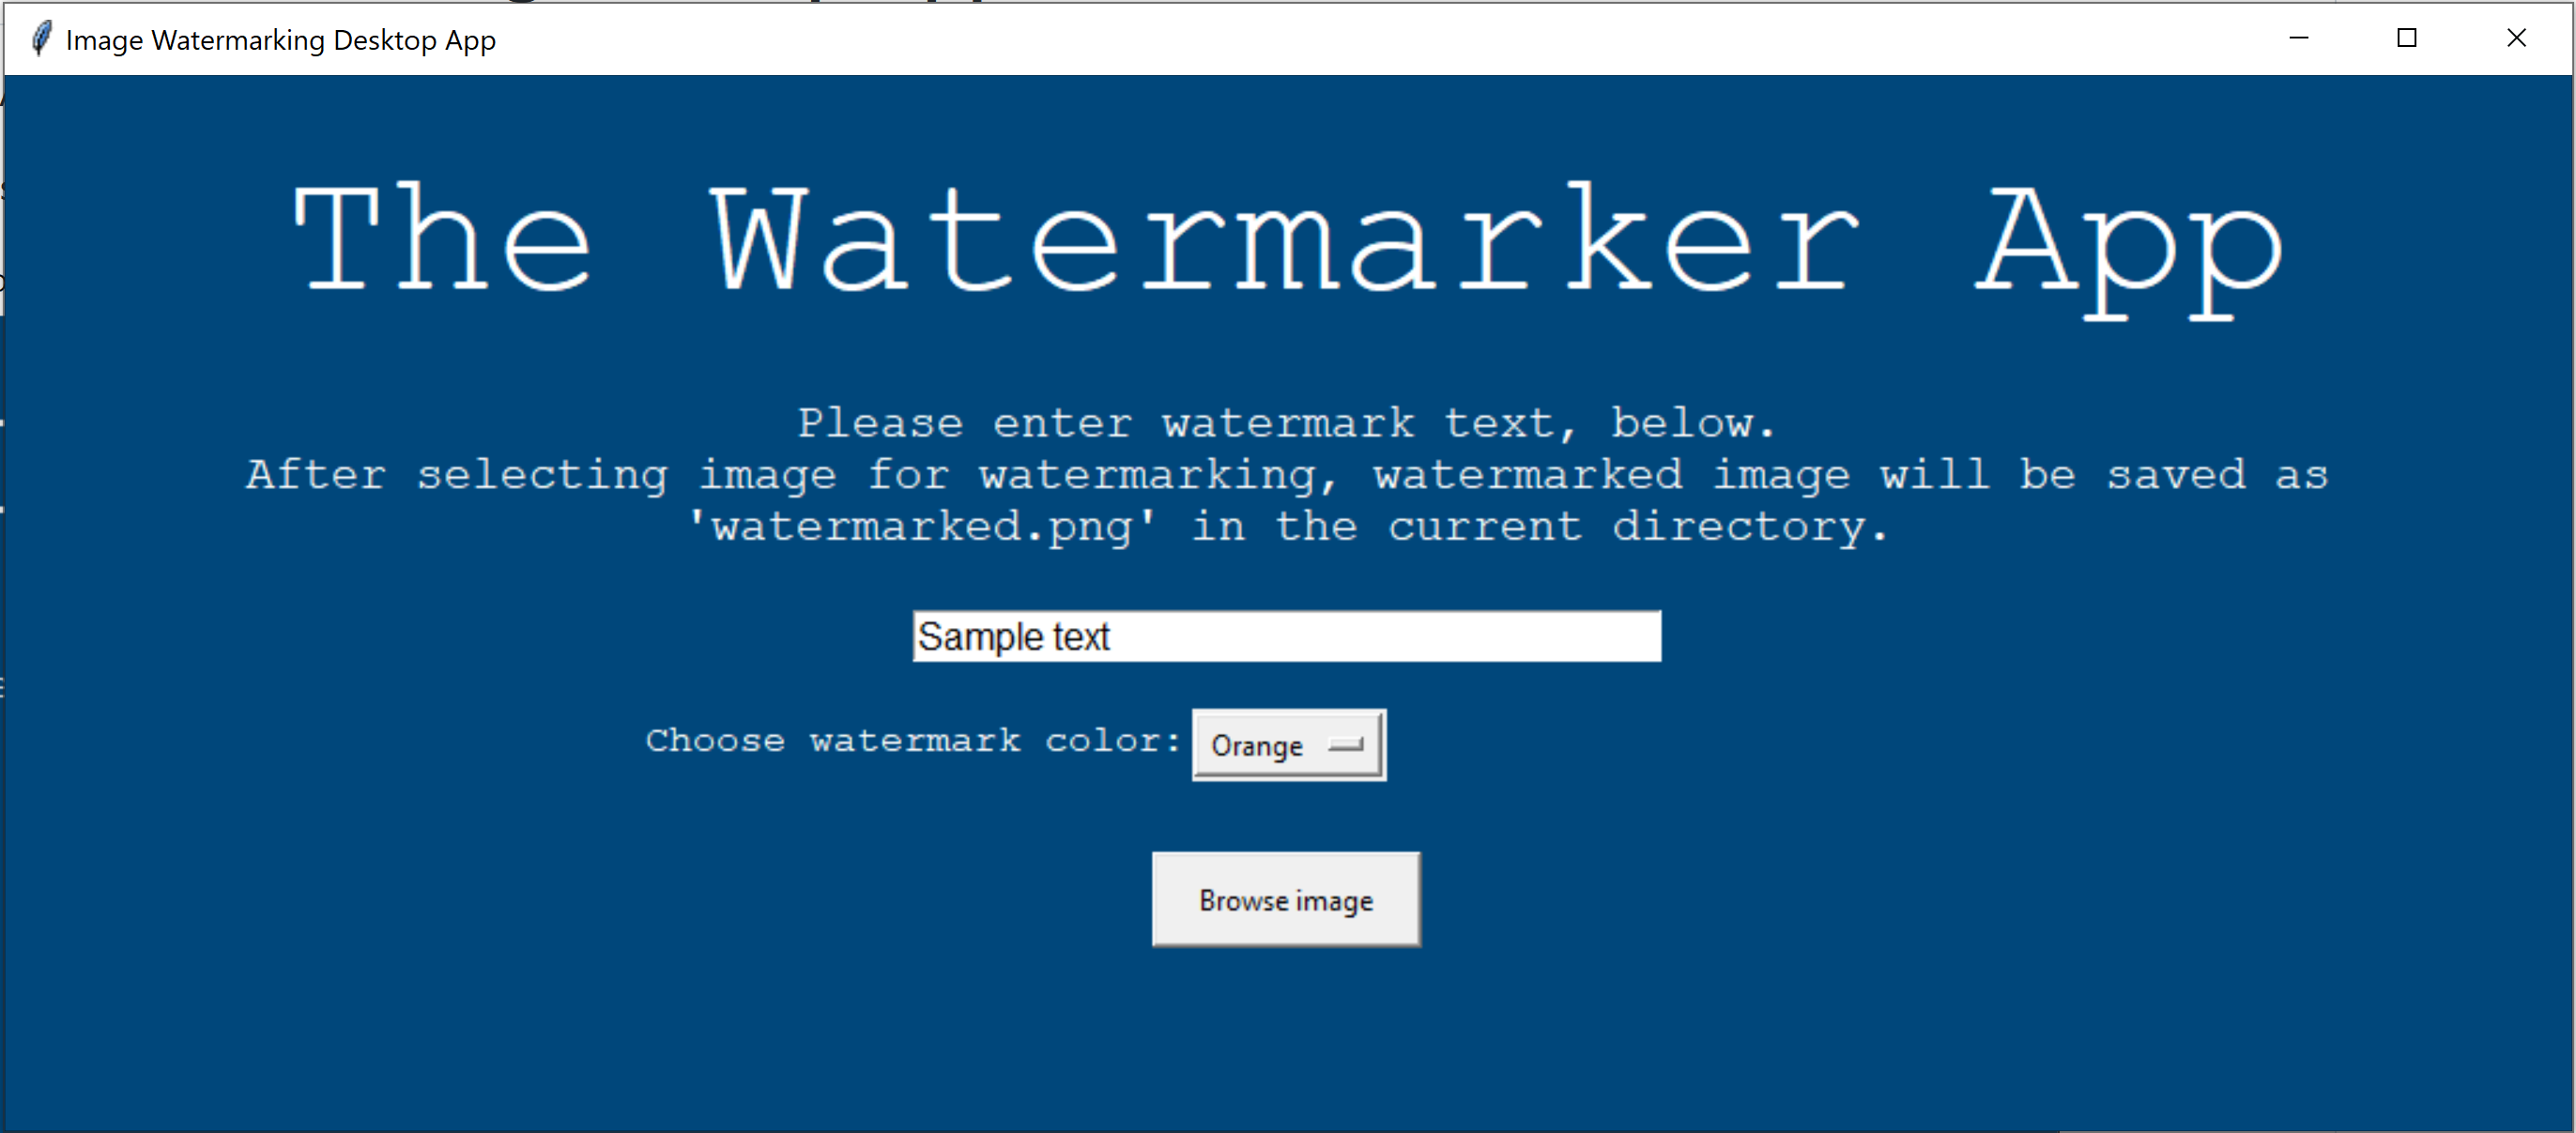 Image Watermarking Desktop App
The Watermarker App
Please enter watermark text, below.
After selecting image for watermarking, watermarked image will be saved as
'watermarked.png' in the current directory.
Sample text
Choose watermark color: Orange
Browse image